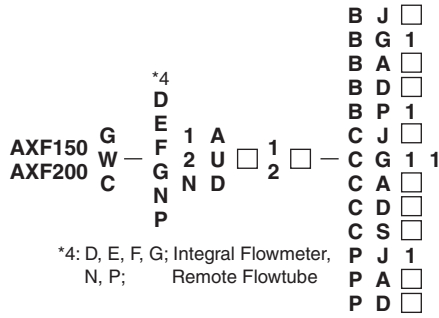 B J □
B G 1
B A □
B D □
B P 1
C J □
C G 1 1
C A □
C D □
C S □
P J 1
P A □
P D □
*4
D
E
F
G
N
P
AXF150
AXF200
G
W
C
—
1
2
N
A
U
D
□
1
2
□
—
*4: D, E, F, G; Integral Flowmeter,
N, P; Remote Flowtube